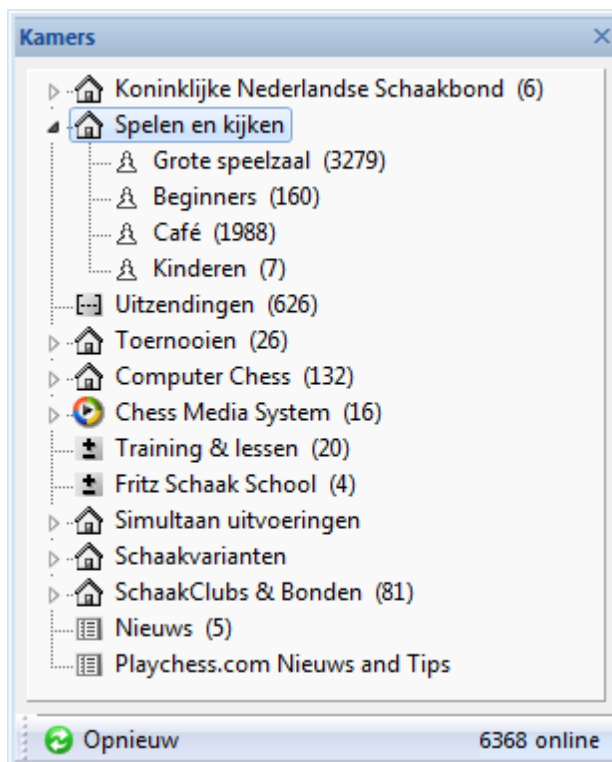 Kamers
Koninklijke Nederlandse Schaakbond (6)
Spelen en kijken
Grote speelzaal (3279)
Beginners (160)
Café (1988)
Kinderen (7)
Uitzendingen (626)
Toernooien (26)
Computer Chess (132)
Chess Media System (16)
Training & lessen (20)
Fritz Schaak School (4)
Simultaan uitvoeringen
Schaakvarianten
SchaakClubs & Bonden (81)
Nieuws (5)
Playchess.com Nieuws and Tips
Opnieuw 6368 online